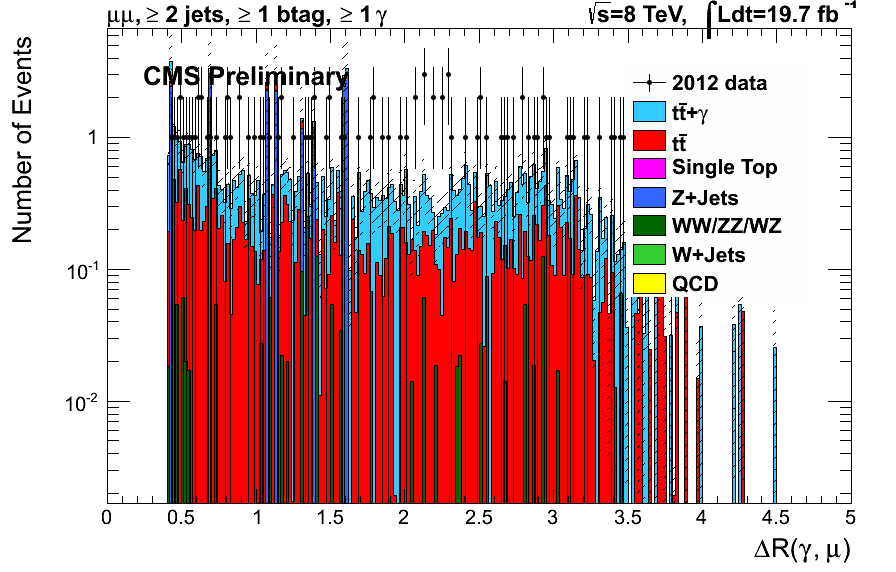 μμ, ≥ 2 jets, ≥ 1 btag, ≥ 1 γ
√s=8 TeV, ∫Ldt=19.7 fb⁻¹
CMS Preliminary
Number of Events
2012 data
tt̄+γ
tt̄
Single Top
Z+Jets
WW/ZZ/WZ
W+Jets
QCD
1
10⁻¹
10⁻²
0 0.5 1 1.5 2 2.5 3 3.5 4 4.5 5
ΔR(γ, μ)